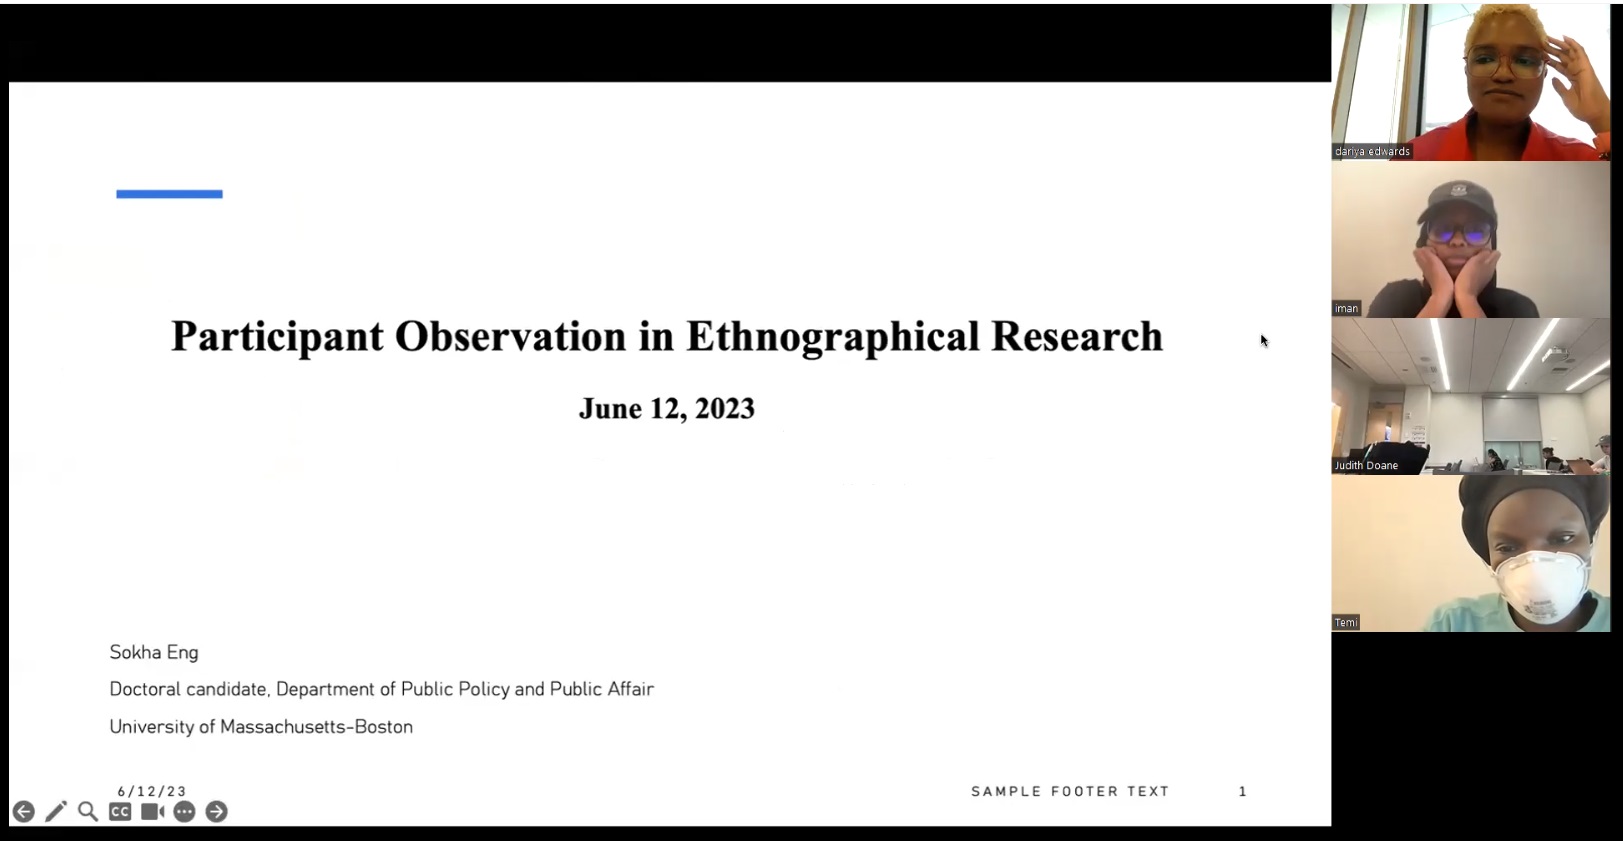 Participant Observation in Ethnographical Research
June 12, 2023
Sokha Eng
Doctoral candidate, Department of Public Policy and Public Affair
University of Massachusetts-Boston
6/12/23
SAMPLE FOOTER TEXT
1
CC
dariya edwards
iman
Judith Doane
Temi